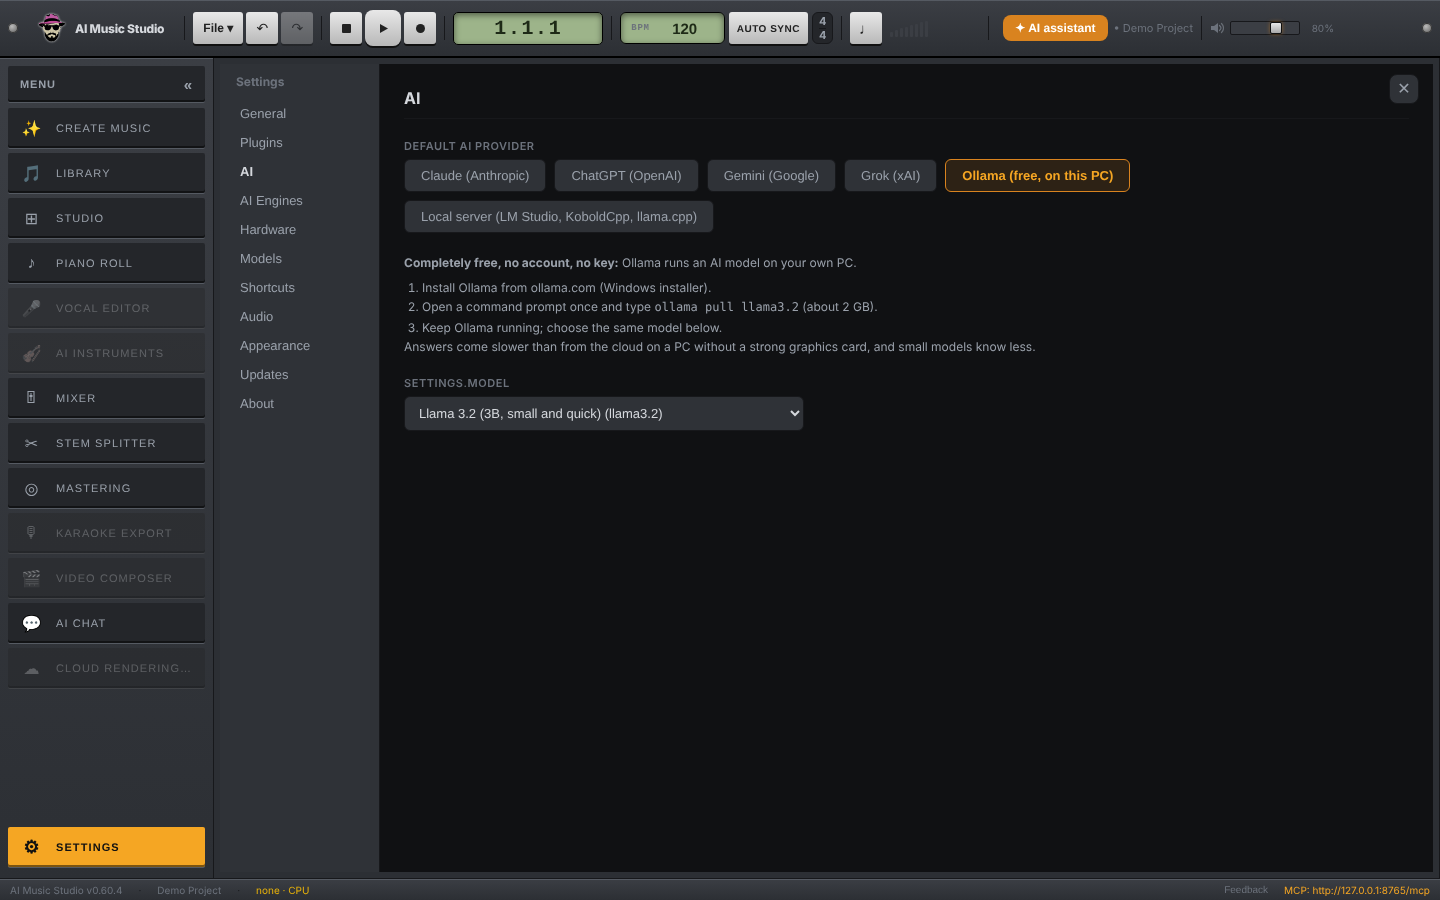 AI Music Studio
File ▾
1.1.1
BPM 120
AUTO SYNC
4
4
✦ AI assistant
• Demo Project
80%
MENU «
CREATE MUSIC
LIBRARY
STUDIO
PIANO ROLL
VOCAL EDITOR
AI INSTRUMENTS
MIXER
STEM SPLITTER
MASTERING
KARAOKE EXPORT
VIDEO COMPOSER
AI CHAT
CLOUD RENDERING...
SETTINGS
Settings
General
Plugins
AI
AI Engines
Hardware
Models
Shortcuts
Audio
Appearance
Updates
About
AI
DEFAULT AI PROVIDER
Claude (Anthropic)
ChatGPT (OpenAI)
Gemini (Google)
Grok (xAI)
Ollama (free, on this PC)
Local server (LM Studio, KoboldCpp, llama.cpp)
Completely free, no account, no key: Ollama runs an AI model on your own PC.
1. Install Ollama from ollama.com (Windows installer).
2. Open a command prompt once and type ollama pull llama3.2 (about 2 GB).
3. Keep Ollama running; choose the same model below.
Answers come slower than from the cloud on a PC without a strong graphics card, and small models know less.
SETTINGS.MODEL
Llama 3.2 (3B, small and quick) (llama3.2)
AI Music Studio v0.60.4
Demo Project
none · CPU
Feedback
MCP: http://127.0.0.1:8765/mcp